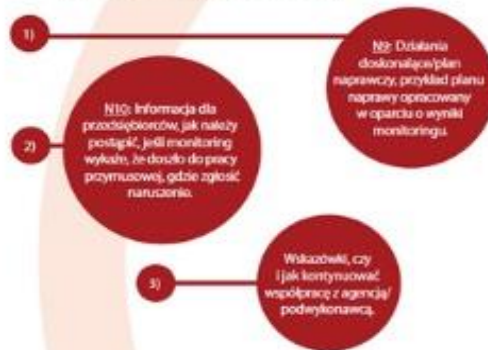 1)
N9: Działania
doskonalące/plan
naprawczy, przykład planu
naprawy opracowany
w oparciu o wyniki
monitoringu.
2)
N10: Informacja dla
przedsiębiorców, jak należy
postąpić, jeśli monitoring
wykaże, że doszło do pracy
przymusowej, gdzie zgłosić
naruszenie.
3)
Wskazówki, czy
i jak kontynuować
współpracę z agencją/
podwykonawcą.